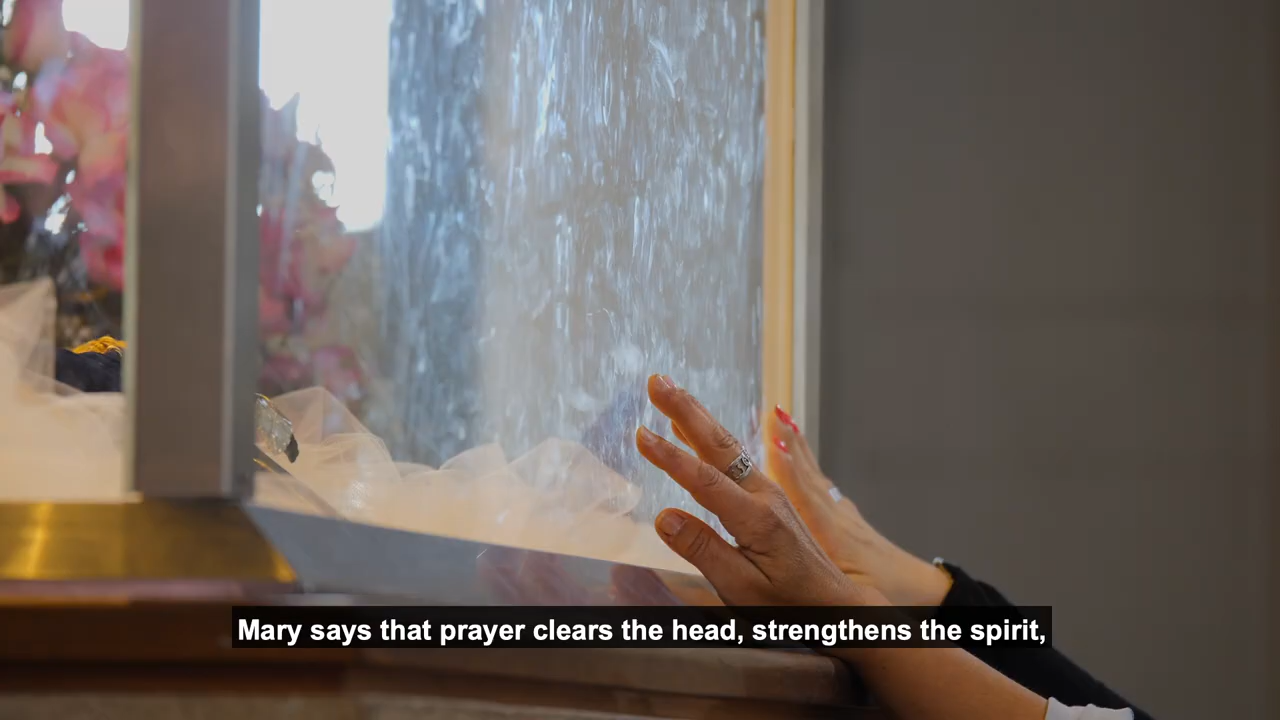 Mary says that prayer clears the head, strengthens the spirit,